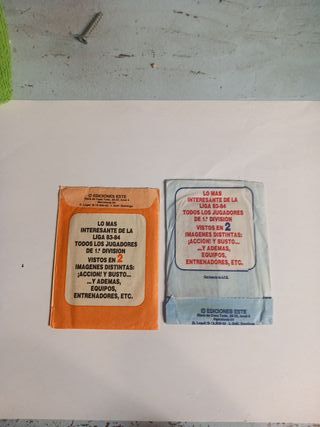 © EDICIONES ESTE
LO MAS
INTERESANTE DE LA
LIGA 83-84
TODOS LOS JUGADORES
DE 1.ª DIVISION
VISTOS EN 2
IMAGENES DISTINTAS:
¡ACCION! Y BUSTO...
...Y ADEMAS,
EQUIPOS,
ENTRENADORES, ETC.
LO MAS
INTERESANTE DE LA
LIGA 83-84
TODOS LOS JUGADORES
DE 1.ª DIVISION
VISTOS EN 2
IMAGENES DISTINTAS:
¡ACCION! Y BUSTO...
...Y ADEMAS,
EQUIPOS,
ENTRENADORES, ETC.
© EDICIONES ESTE